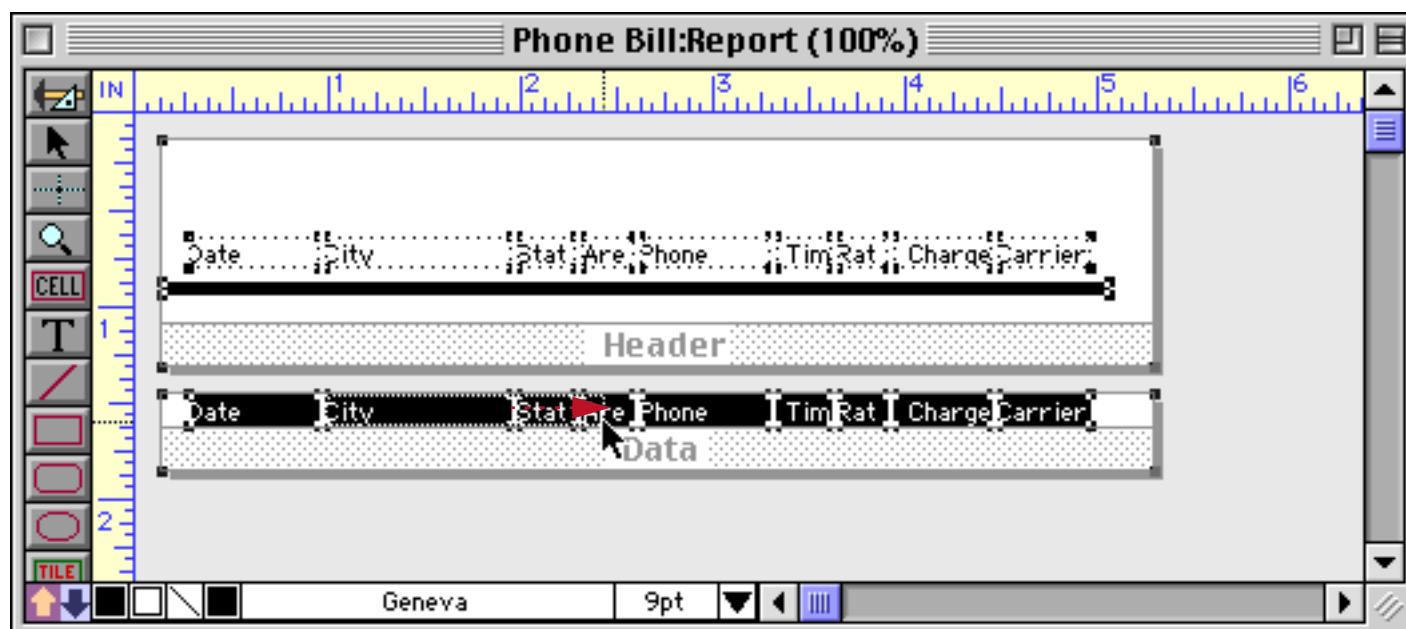 Phone Bill:Report (100%)
IN 1 2 3 4 5 6
Date City Stat Are Phone Tim Rat Charge Carrier
CELL
T 1
Header
Date City Stat Are Phone Tim Rat Charge Carrier
Data
2
TILE
Geneva 9pt